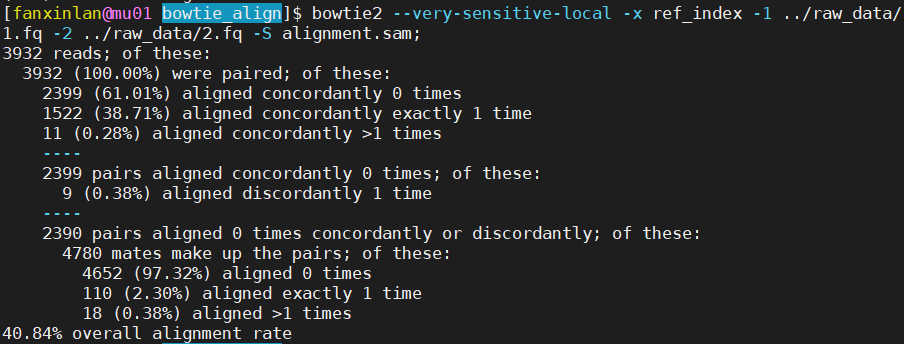 [fanxinlan@mu01 bowtie_align]$ bowtie2 --very-sensitive-local -x ref_index -1 ../raw_data/
1.fq -2 ../raw_data/2.fq -S alignment.sam;
3932 reads; of these:
  3932 (100.00%) were paired; of these:
    2399 (61.01%) aligned concordantly 0 times
    1522 (38.71%) aligned concordantly exactly 1 time
    11 (0.28%) aligned concordantly >1 times
    ----
    2399 pairs aligned concordantly 0 times; of these:
      9 (0.38%) aligned discordantly 1 time
    ----
    2390 pairs aligned 0 times concordantly or discordantly; of these:
      4780 mates make up the pairs; of these:
        4652 (97.32%) aligned 0 times
        110 (2.30%) aligned exactly 1 time
        18 (0.38%) aligned >1 times
40.84% overall alignment rate